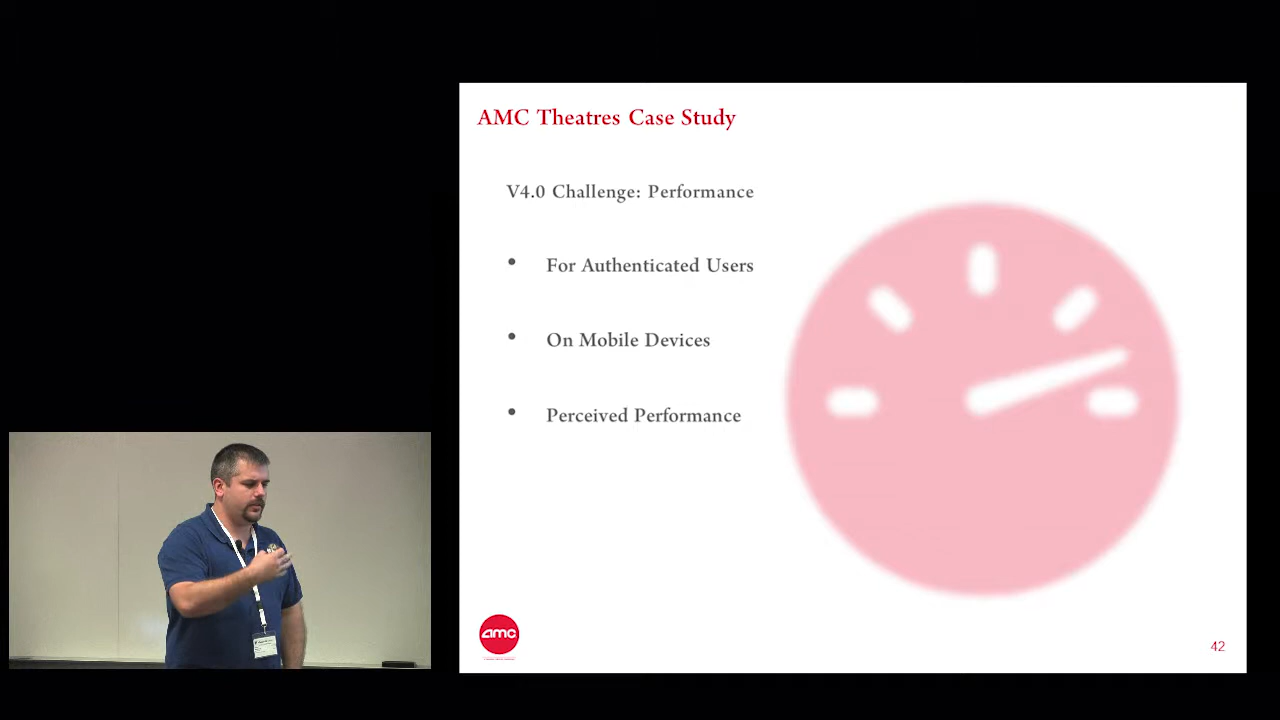 AMC Theatres Case Study
V4.0 Challenge: Performance
• For Authenticated Users
• On Mobile Devices
• Perceived Performance
amc
42